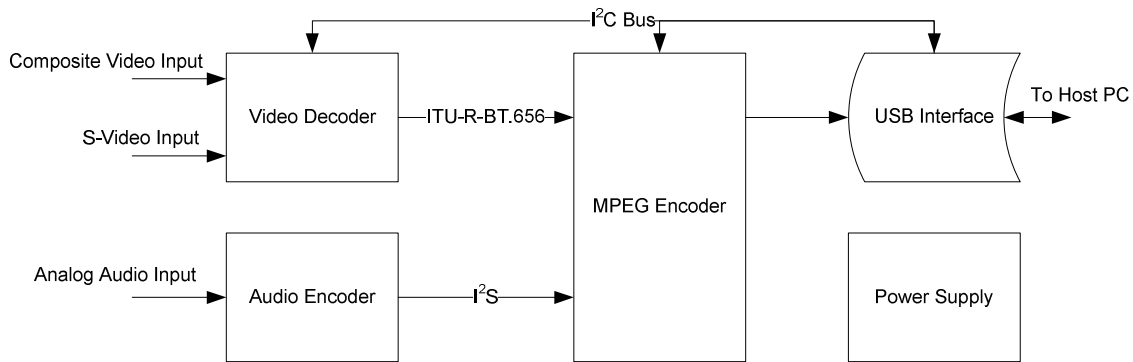 I²C Bus
Composite Video Input
S-Video Input
Video Decoder
ITU-R-BT.656
USB Interface
To Host PC
MPEG Encoder
Analog Audio Input
Audio Encoder
I²S
Power Supply